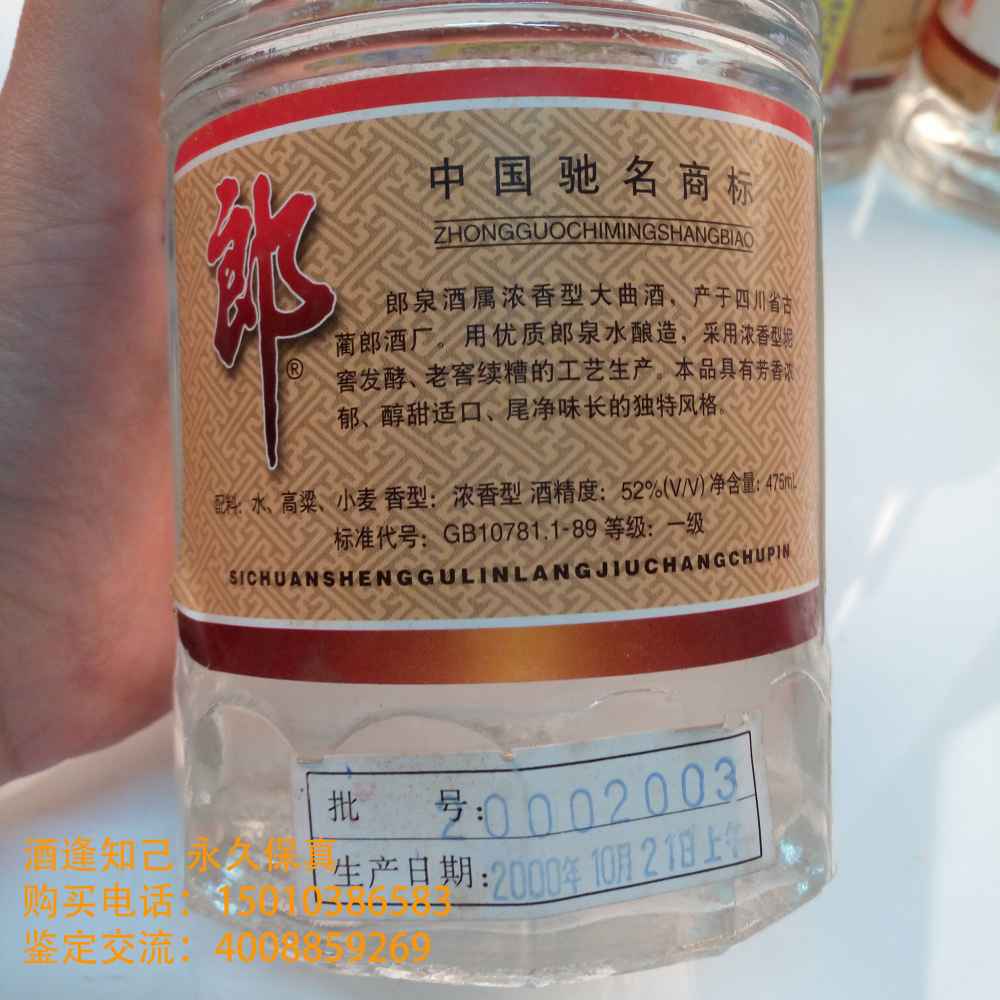 郎
®
中国驰名商标
ZHONGGUOCHIMINGSHANGBIAO
郎泉酒属浓香型大曲酒，产于四川省古
蔺郎酒厂。用优质郎泉水酿造，采用浓香型
窖发酵、老窖续糟的工艺生产。本品具有芳香浓
郁、醇甜适口、尾净味长的独特风格。
配料：水、高粱、小麦 香型：浓香型 酒精度：52%(V/V) 净含量：475mL
标准代号：GB10781.1-89 等级：一级
SICHUANSHENGGULINLANGJIUCHANGCHUPIN
批 号：20002003
生产日期：2000年10月21日上午
酒逢知己 永久保真
购买电话：15010386583
鉴定交流：4008859269